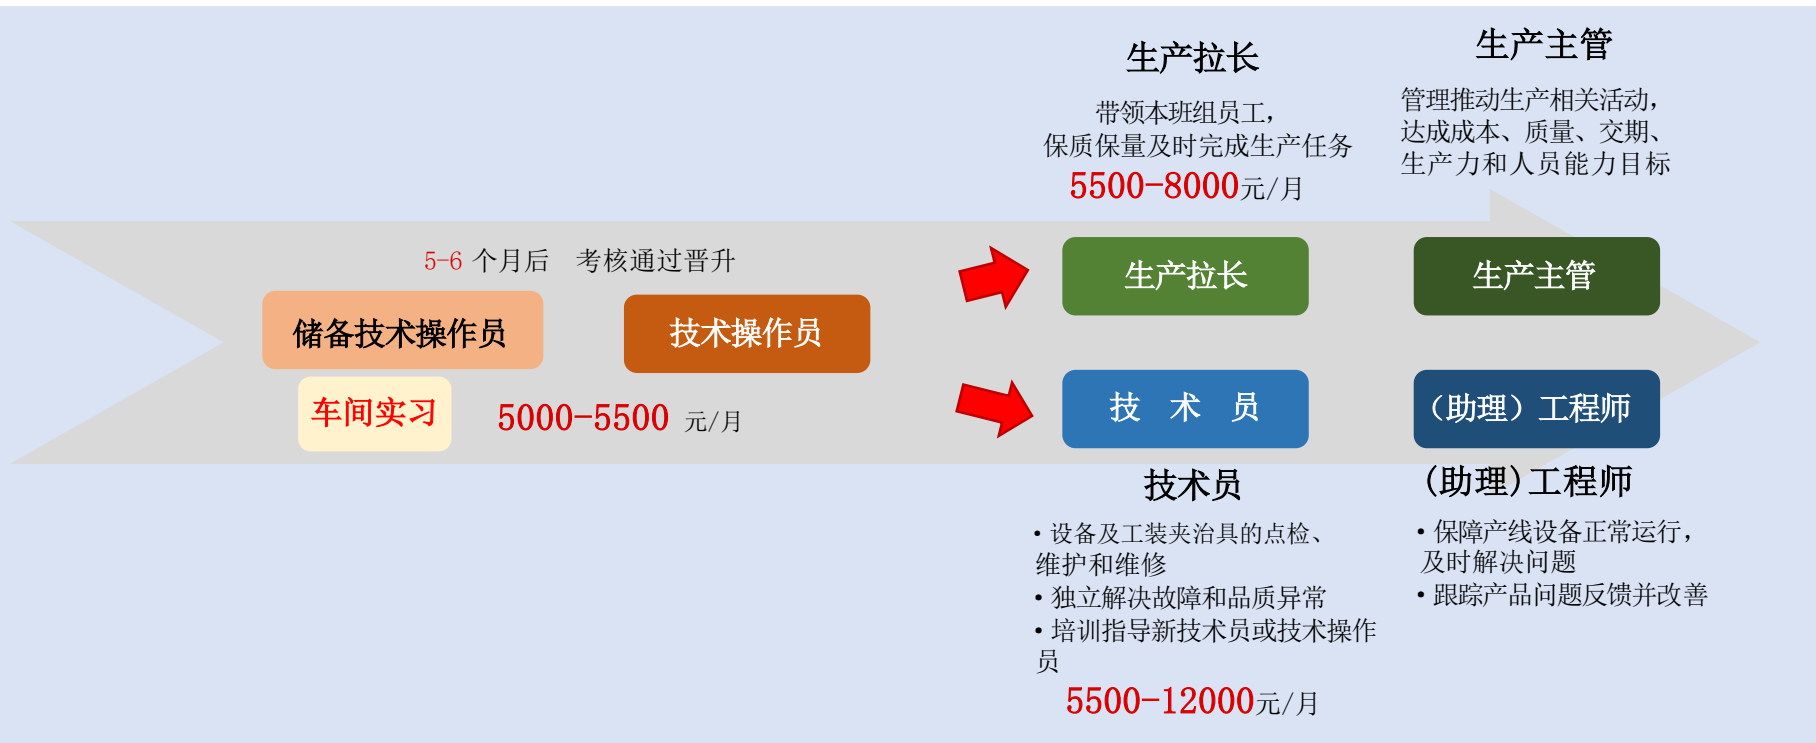 生产拉长
带领本班组员工，
保质保量及时完成生产任务
5500-8000元/月
生产主管
管理推动生产相关活动，
达成成本、质量、交期、
生产力和人员能力目标
5-6 个月后 考核通过晋升
储备技术操作员
技术操作员
车间实习
5000-5500 元/月
生产拉长
生产主管
技 术 员
（助理）工程师
技术员
·设备及工装夹治具的点检、
维护和维修
·独立解决故障和品质异常
·培训指导新技术员或技术操作
员
5500-12000元/月
(助理)工程师
·保障产线设备正常运行，
及时解决问题
·跟踪产品问题反馈并改善